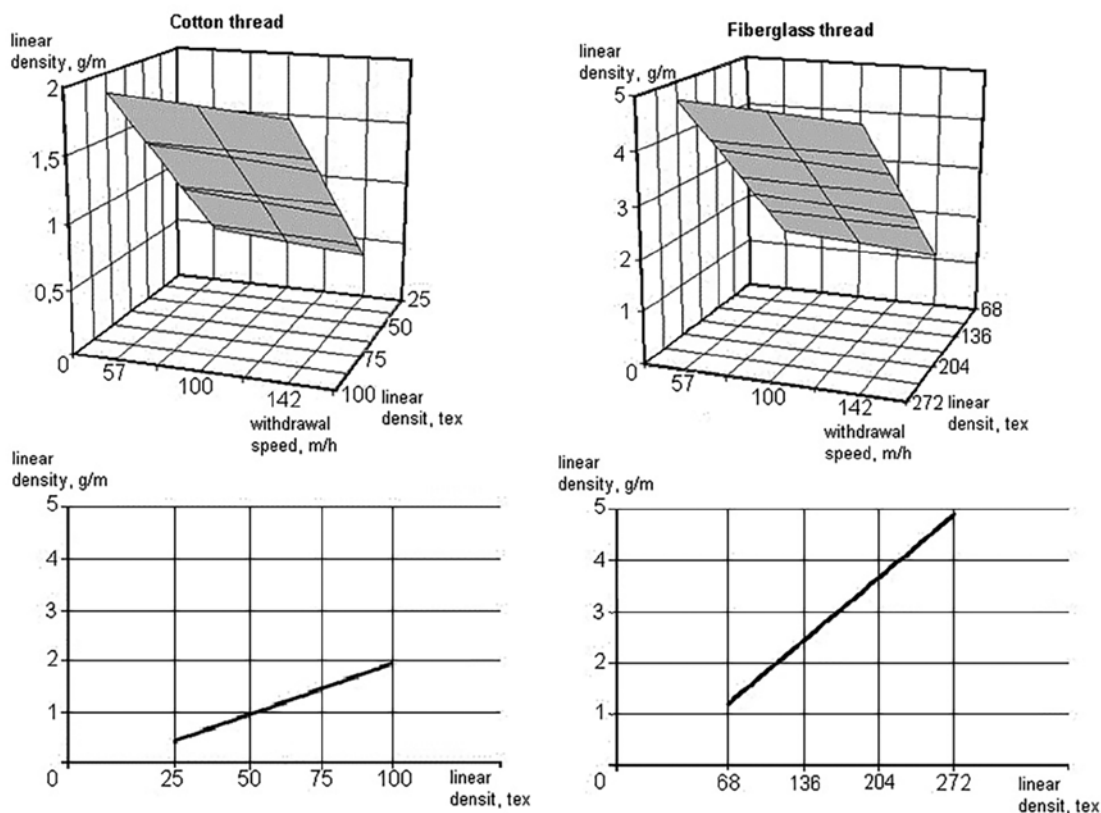 Cotton thread
linear
density, g/m
2
1,5
1
0,5
0
57
100
142
withdrawal
speed, m/h
25
50
75
100
linear
densit, tex
Fiberglass thread
linear
density, g/m
5
4
3
2
1
0
57
100
142
withdrawal
speed, m/h
68
136
204
272
linear
densit, tex
linear
density, g/m
5
4
3
2
1
0
25 50 75 100
linear
densit, tex
linear
density, g/m
5
4
3
2
1
0
68 136 204 272
linear
densit, tex